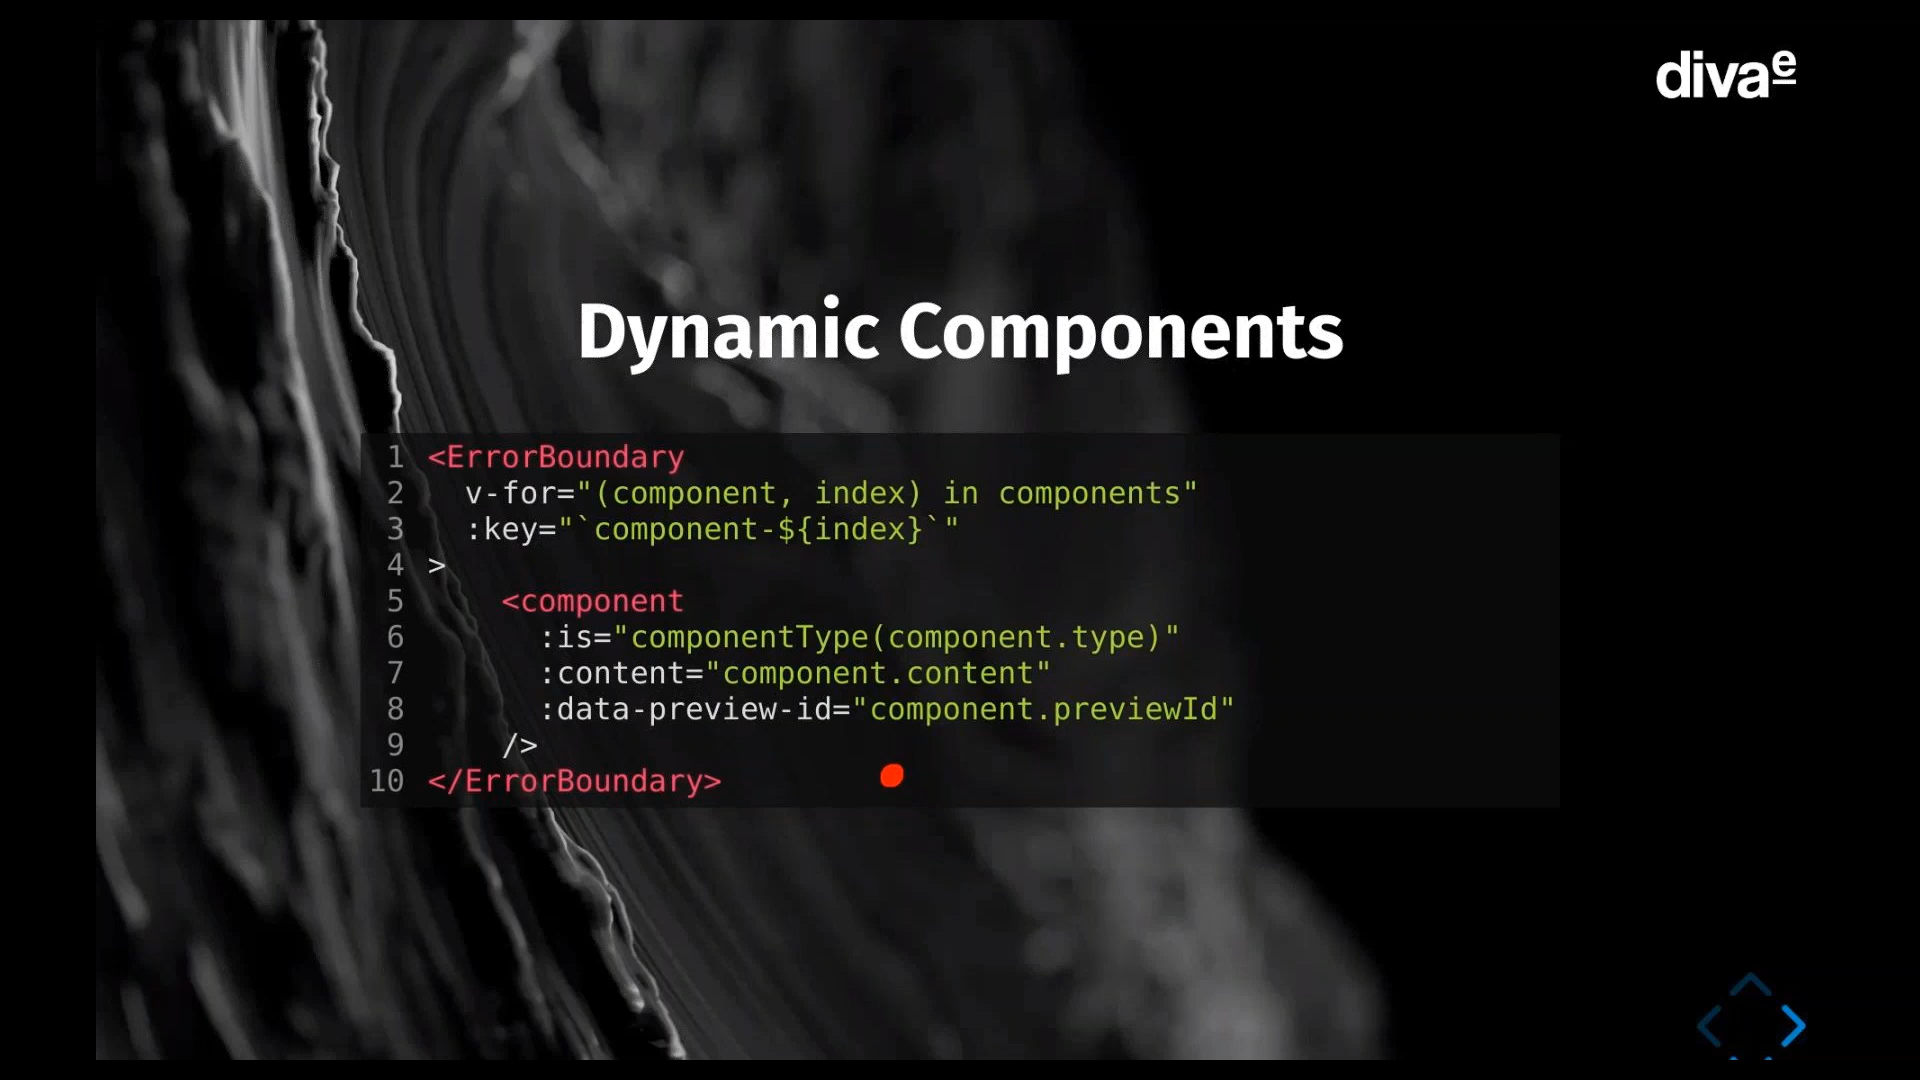 divae
Dynamic Components
1 <ErrorBoundary
2   v-for="(component, index) in components"
3   :key="`component-${index}`"
4 >
5     <component
6       :is="componentType(component.type)"
7       :content="component.content"
8       :data-preview-id="component.previewId"
9     />
10 </ErrorBoundary>